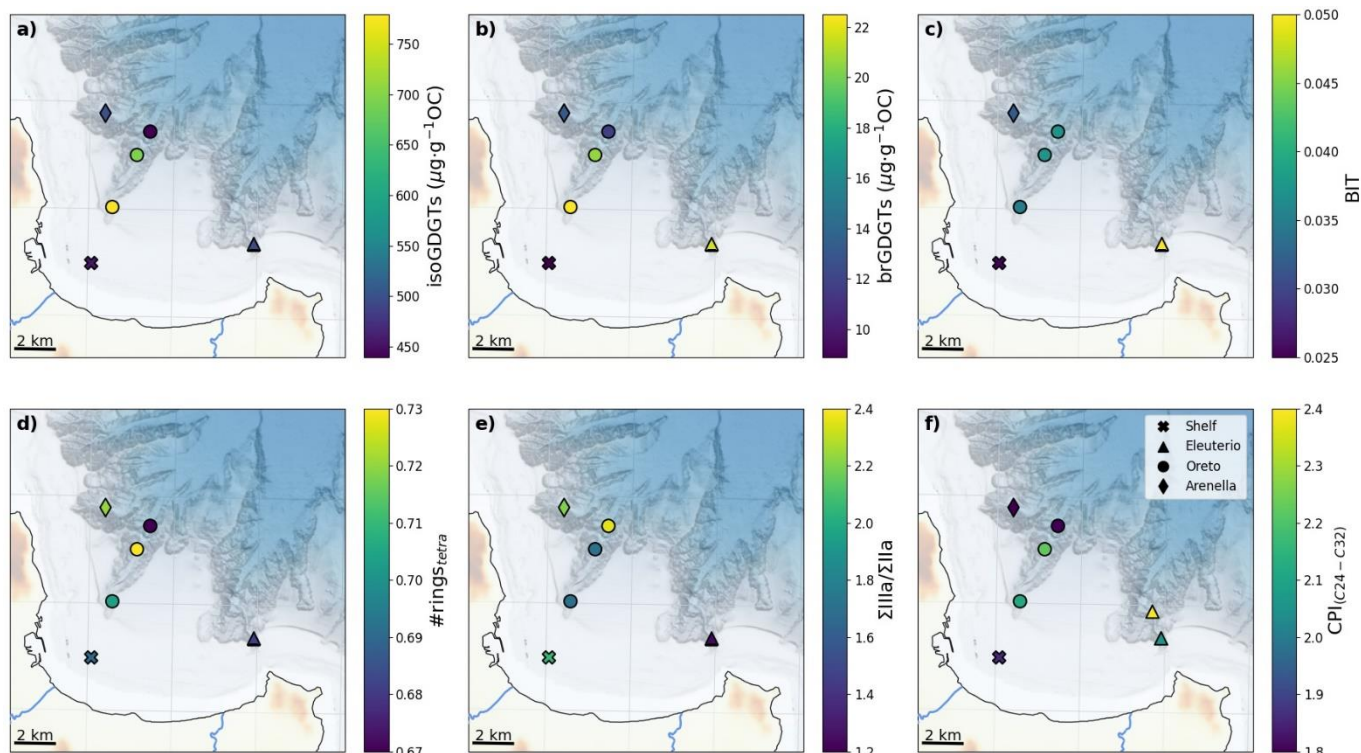 a)
2 km
750
700
650
600
550
500
450
isoGDGTs (μg·g⁻¹OC)
b)
2 km
22
20
18
16
14
12
10
brGDGTs (μg·g⁻¹OC)
c)
2 km
0.050
0.045
0.040
0.035
0.030
0.025
BIT
d)
2 km
0.73
0.72
0.71
0.70
0.69
0.68
0.67
#ringstetra
e)
2 km
2.4
2.2
2.0
1.8
1.6
1.4
1.2
ΣIIIa/ΣIIa
f)
Shelf
Eleuterio
Oreto
Arenella
2 km
2.4
2.3
2.2
2.1
2.0
1.9
1.8
CPI(C24−C32)